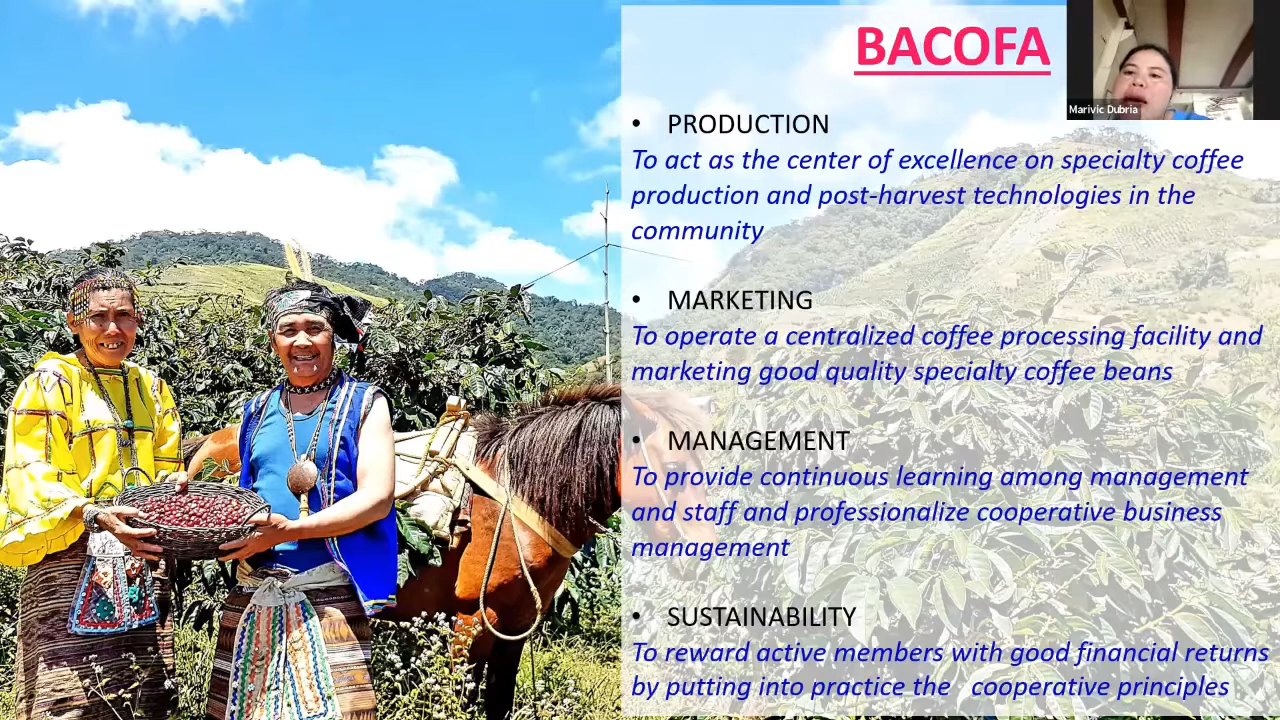 BACOFA
Marivic Dubria
• PRODUCTION
To act as the center of excellence on specialty coffee
production and post-harvest technologies in the
community
• MARKETING
To operate a centralized coffee processing facility and
marketing good quality specialty coffee beans
• MANAGEMENT
To provide continuous learning among management
and staff and professionalize cooperative business
management
• SUSTAINABILITY
To reward active members with good financial returns
by putting into practice the cooperative principles